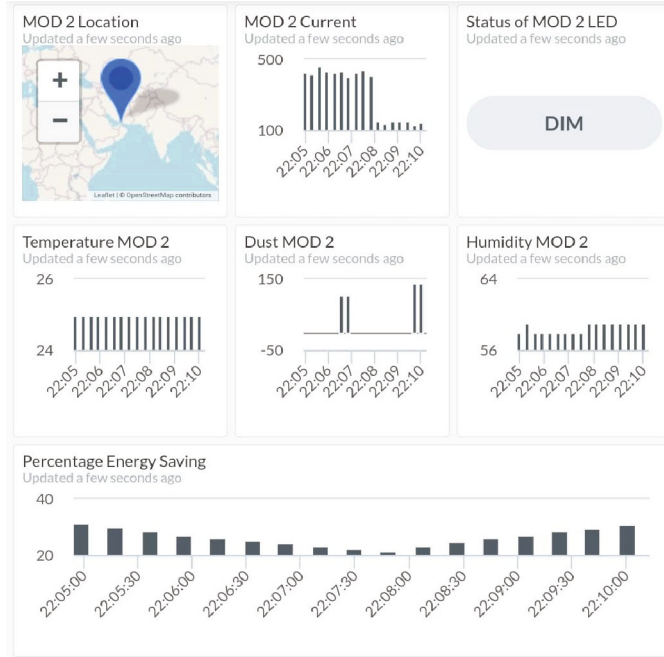 MOD 2 Location
Updated a few seconds ago
+
−
Leaflet | © OpenStreetMap contributors
MOD 2 Current
Updated a few seconds ago
500
100
22:05 22:06 22:07 22:08 22:09 22:10
Status of MOD 2 LED
Updated a few seconds ago
DIM
Temperature MOD 2
Updated a few seconds ago
26
24
22:05 22:06 22:07 22:08 22:09 22:10
Dust MOD 2
Updated a few seconds ago
150
-50
22:05 22:06 22:07 22:08 22:09 22:10
Humidity MOD 2
Updated a few seconds ago
64
56
22:05 22:06 22:07 22:08 22:09 22:10
Percentage Energy Saving
Updated a few seconds ago
40
20
22:05:00 22:05:30 22:06:00 22:06:30 22:07:00 22:07:30 22:08:00 22:08:30 22:09:00 22:09:30 22:10:00